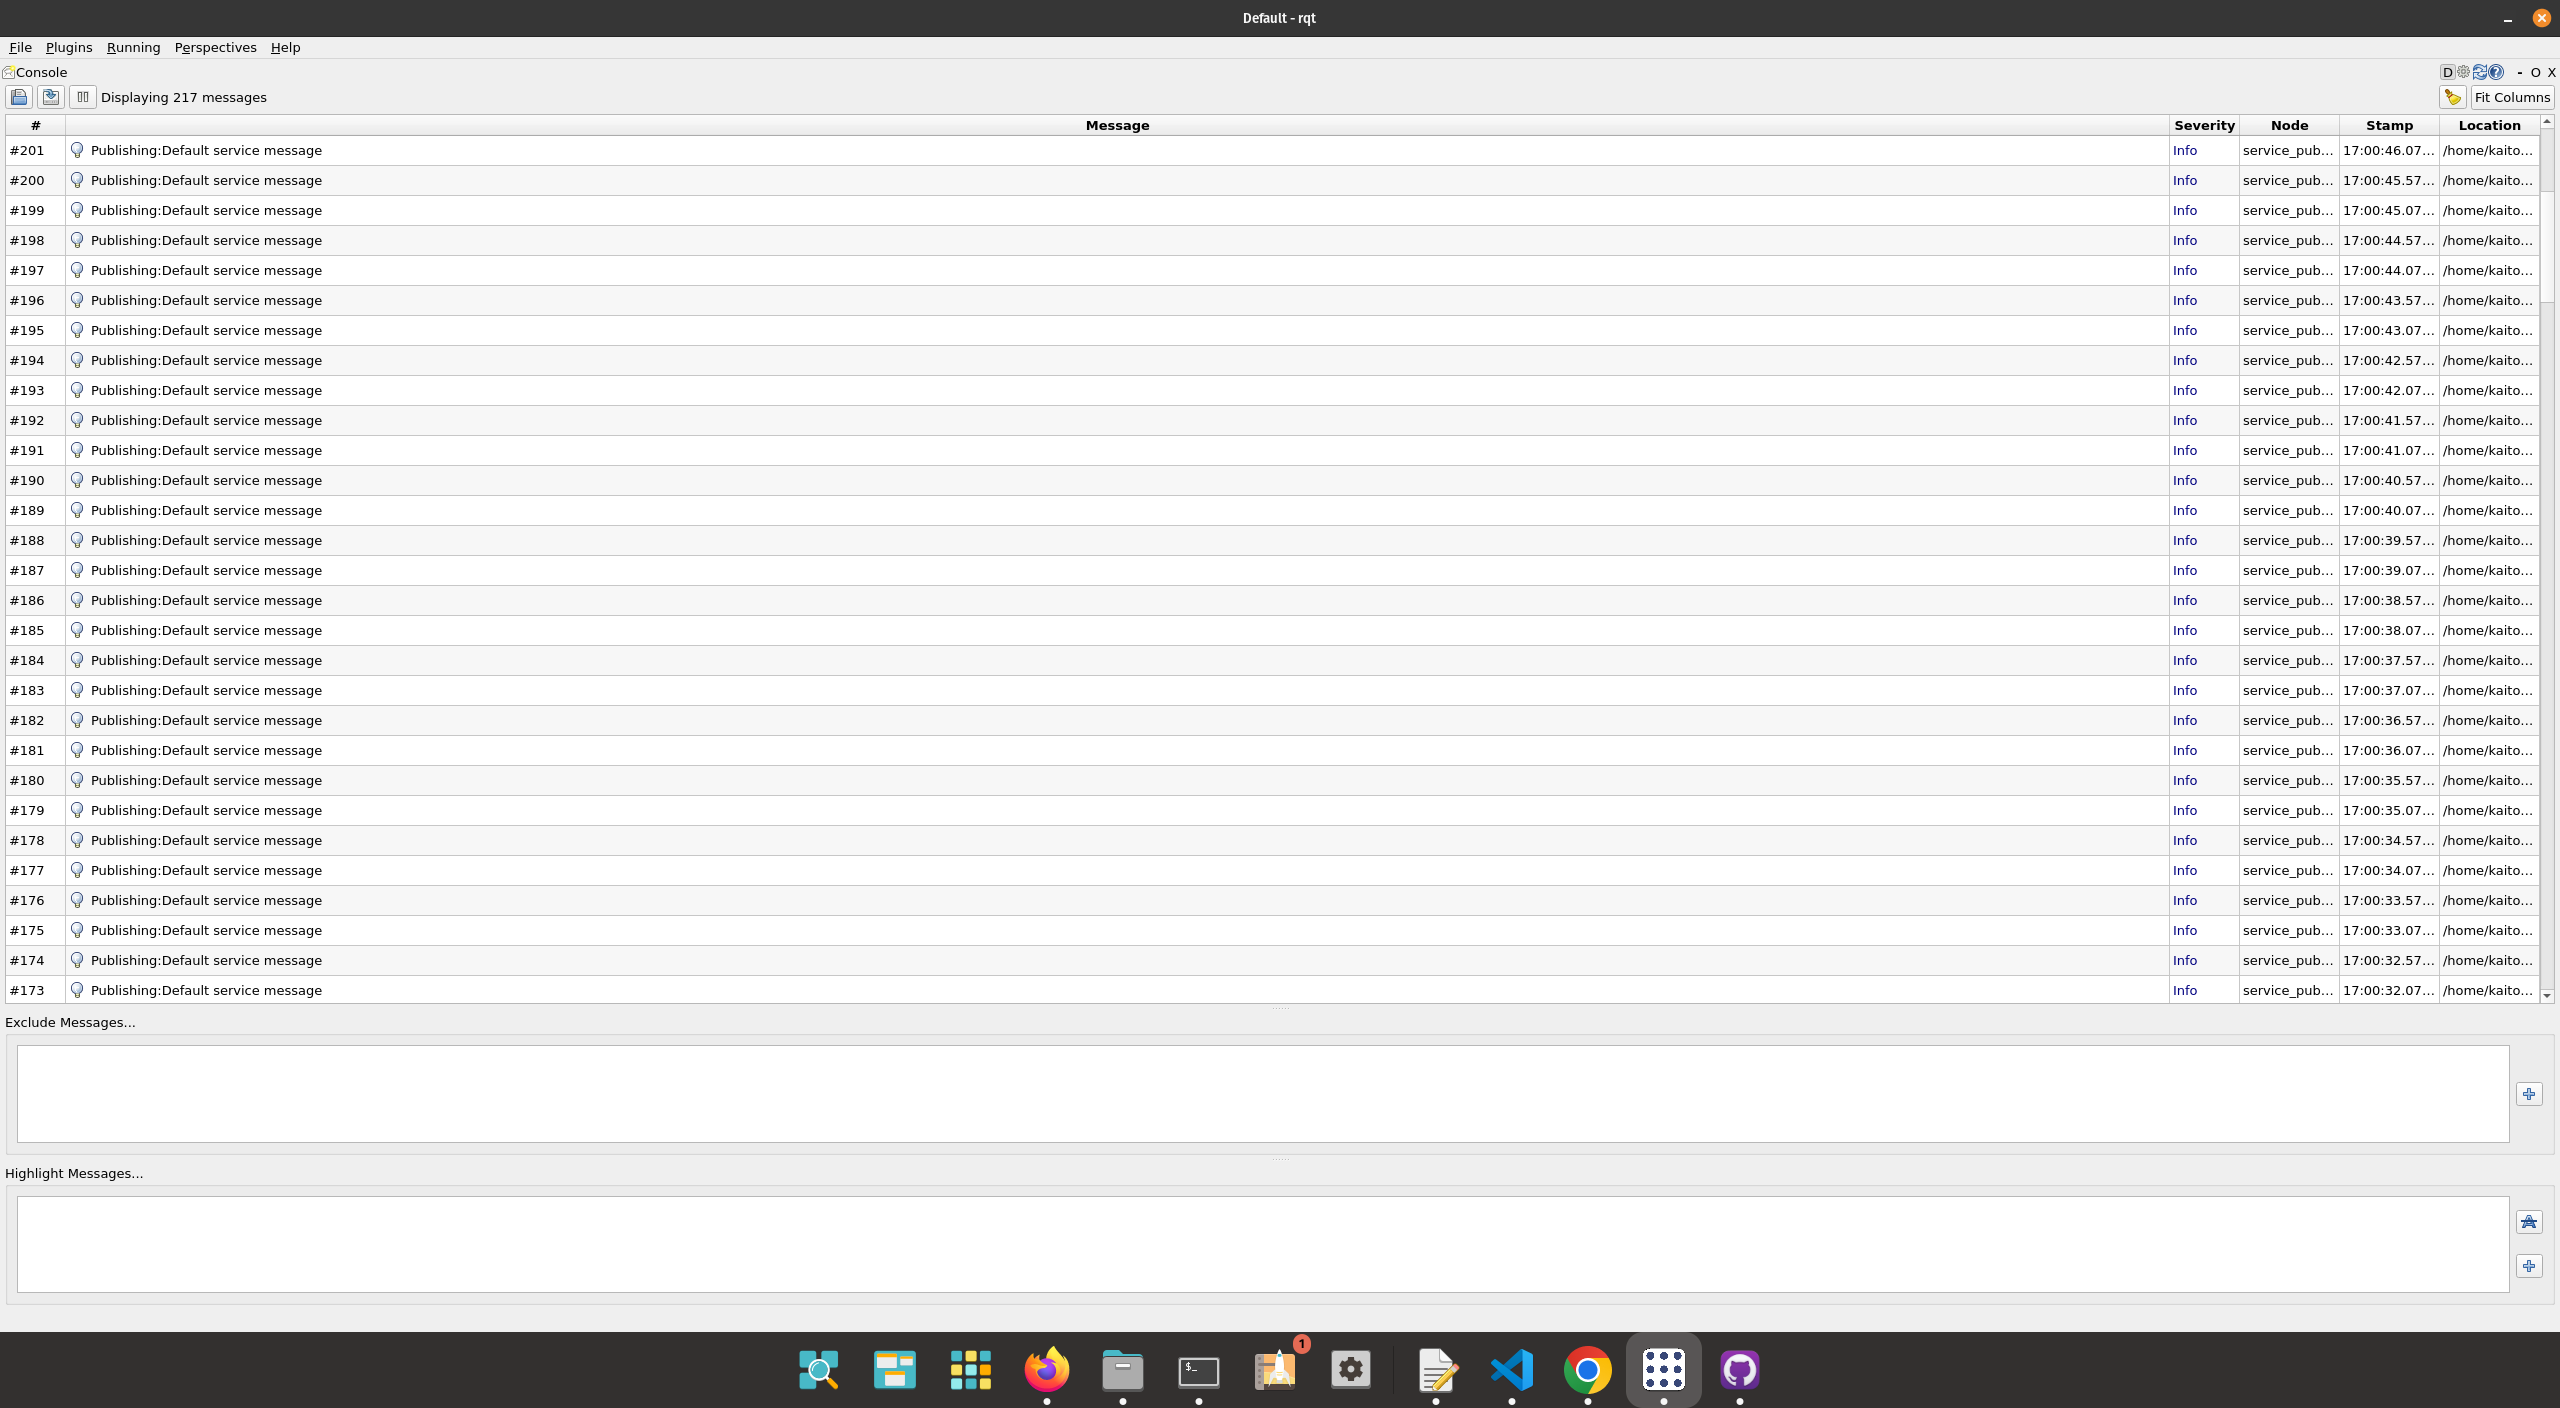 Default - rqt
File Plugins Running Perspectives Help
Console D - O X
Displaying 217 messages Fit Columns
# Message Severity Node Stamp Location
#201 Publishing:Default service message Info service_pub... 17:00:46.07... /home/kaito...
#200 Publishing:Default service message Info service_pub... 17:00:45.57... /home/kaito...
#199 Publishing:Default service message Info service_pub... 17:00:45.07... /home/kaito...
#198 Publishing:Default service message Info service_pub... 17:00:44.57... /home/kaito...
#197 Publishing:Default service message Info service_pub... 17:00:44.07... /home/kaito...
#196 Publishing:Default service message Info service_pub... 17:00:43.57... /home/kaito...
#195 Publishing:Default service message Info service_pub... 17:00:43.07... /home/kaito...
#194 Publishing:Default service message Info service_pub... 17:00:42.57... /home/kaito...
#193 Publishing:Default service message Info service_pub... 17:00:42.07... /home/kaito...
#192 Publishing:Default service message Info service_pub... 17:00:41.57... /home/kaito...
#191 Publishing:Default service message Info service_pub... 17:00:41.07... /home/kaito...
#190 Publishing:Default service message Info service_pub... 17:00:40.57... /home/kaito...
#189 Publishing:Default service message Info service_pub... 17:00:40.07... /home/kaito...
#188 Publishing:Default service message Info service_pub... 17:00:39.57... /home/kaito...
#187 Publishing:Default service message Info service_pub... 17:00:39.07... /home/kaito...
#186 Publishing:Default service message Info service_pub... 17:00:38.57... /home/kaito...
#185 Publishing:Default service message Info service_pub... 17:00:38.07... /home/kaito...
#184 Publishing:Default service message Info service_pub... 17:00:37.57... /home/kaito...
#183 Publishing:Default service message Info service_pub... 17:00:37.07... /home/kaito...
#182 Publishing:Default service message Info service_pub... 17:00:36.57... /home/kaito...
#181 Publishing:Default service message Info service_pub... 17:00:36.07... /home/kaito...
#180 Publishing:Default service message Info service_pub... 17:00:35.57... /home/kaito...
#179 Publishing:Default service message Info service_pub... 17:00:35.07... /home/kaito...
#178 Publishing:Default service message Info service_pub... 17:00:34.57... /home/kaito...
#177 Publishing:Default service message Info service_pub... 17:00:34.07... /home/kaito...
#176 Publishing:Default service message Info service_pub... 17:00:33.57... /home/kaito...
#175 Publishing:Default service message Info service_pub... 17:00:33.07... /home/kaito...
#174 Publishing:Default service message Info service_pub... 17:00:32.57... /home/kaito...
#173 Publishing:Default service message Info service_pub... 17:00:32.07... /home/kaito...
Exclude Messages...
Highlight Messages...
1
$_